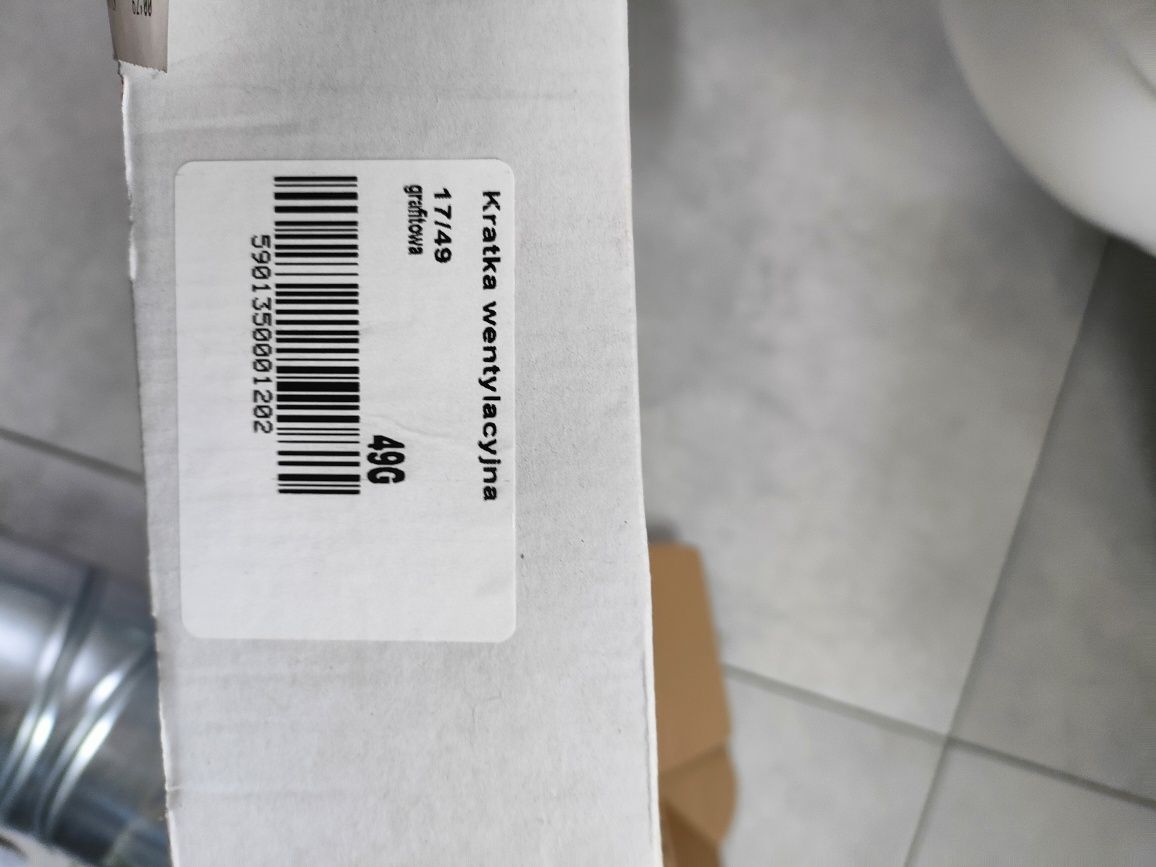 Kratka wentylacyjna
17/49
grafitowa
49G
5901350001202